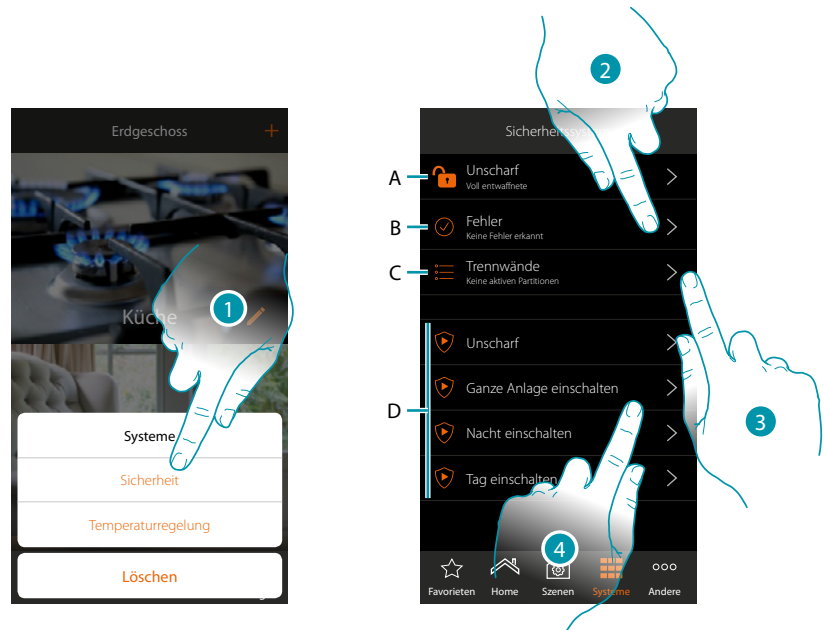 Erdgeschoss
Küche
1
Systeme
Sicherheit
Temperaturregelung
Löschen
2
A
B
C
D
Unscharf
Voll entwaffnete
Fehler
Keine Fehler erkannt
Trennwände
Keine aktiven Partitionen
Unscharf
Ganze Anlage einschalten
Nacht einschalten
Tag einschalten
3
4
Favoriten
Home
Szenen
Systeme
Andere